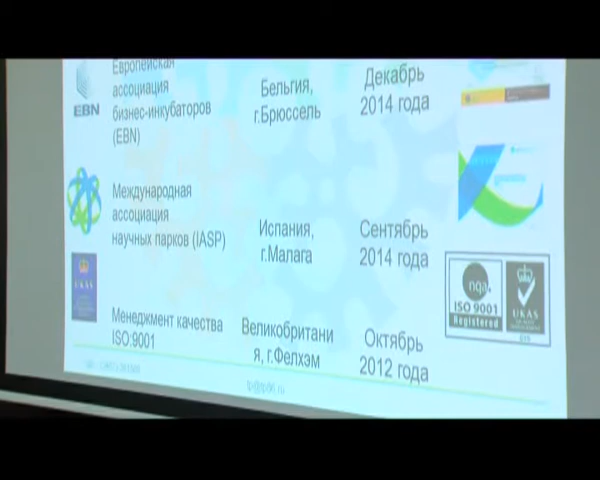 Европейская
ассоциация
бизнес-инкубаторов
(EBN)
Бельгия,
г.Брюссель
Декабрь
2014 года
EBN
Международная
ассоциация
научных парков (IASP)
Испания,
г.Малага
Сентябрь
2014 года
UKAS
Менеджмент качества
ISO:9001
Великобритани
я, г.Фелхэм
Октябрь
2012 года
nqa.
ISO 9001
Registered
UKAS